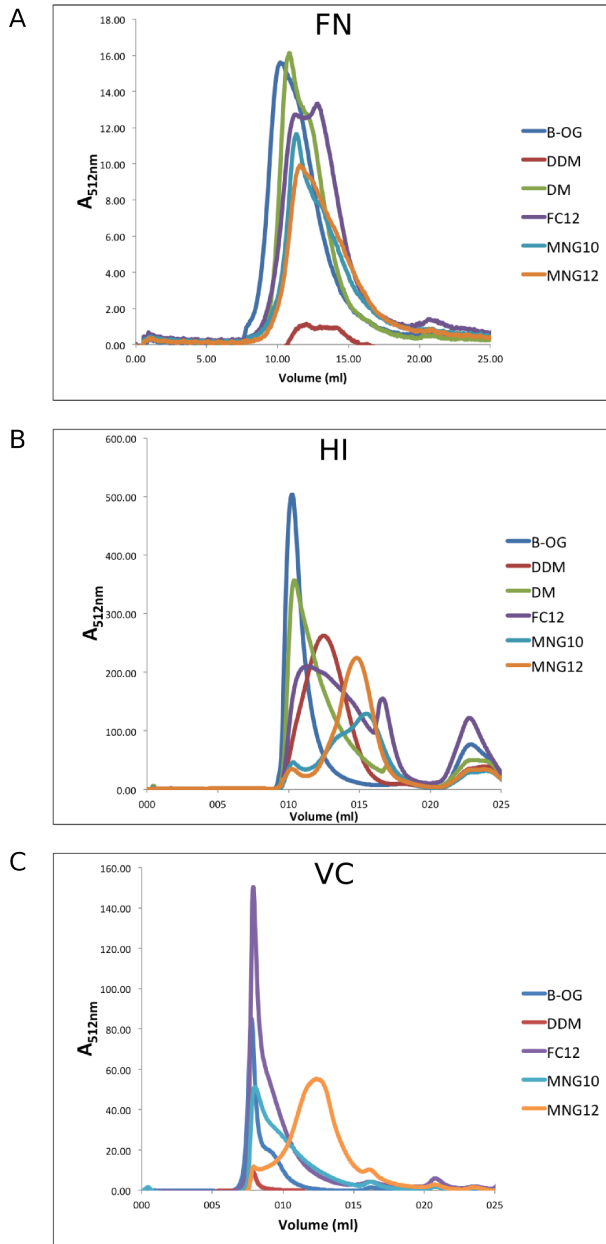 A
FN
18.00
16.00
14.00
12.00
10.00
8.00
6.00
4.00
2.00
0.00
A512nm
0.00 5.00 10.00 15.00 20.00 25.00
Volume (ml)
B-OG
DDM
DM
FC12
MNG10
MNG12
B
HI
600.00
500.00
400.00
300.00
200.00
100.00
0.00
A512nm
000 005 010 015 020 025
Volume (ml)
B-OG
DDM
DM
FC12
MNG10
MNG12
C
VC
160.00
140.00
120.00
100.00
80.00
60.00
40.00
20.00
0.00
A512nm
000 005 010 015 020 025
Volume (ml)
B-OG
DDM
FC12
MNG10
MNG12